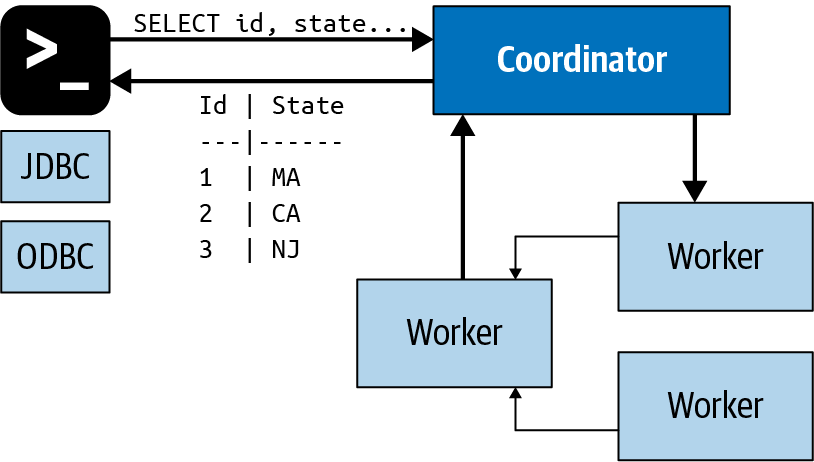 >_
SELECT id, state...
Coordinator
Id | State
---|------
1  | MA
2  | CA
3  | NJ
JDBC
ODBC
Worker
Worker
Worker